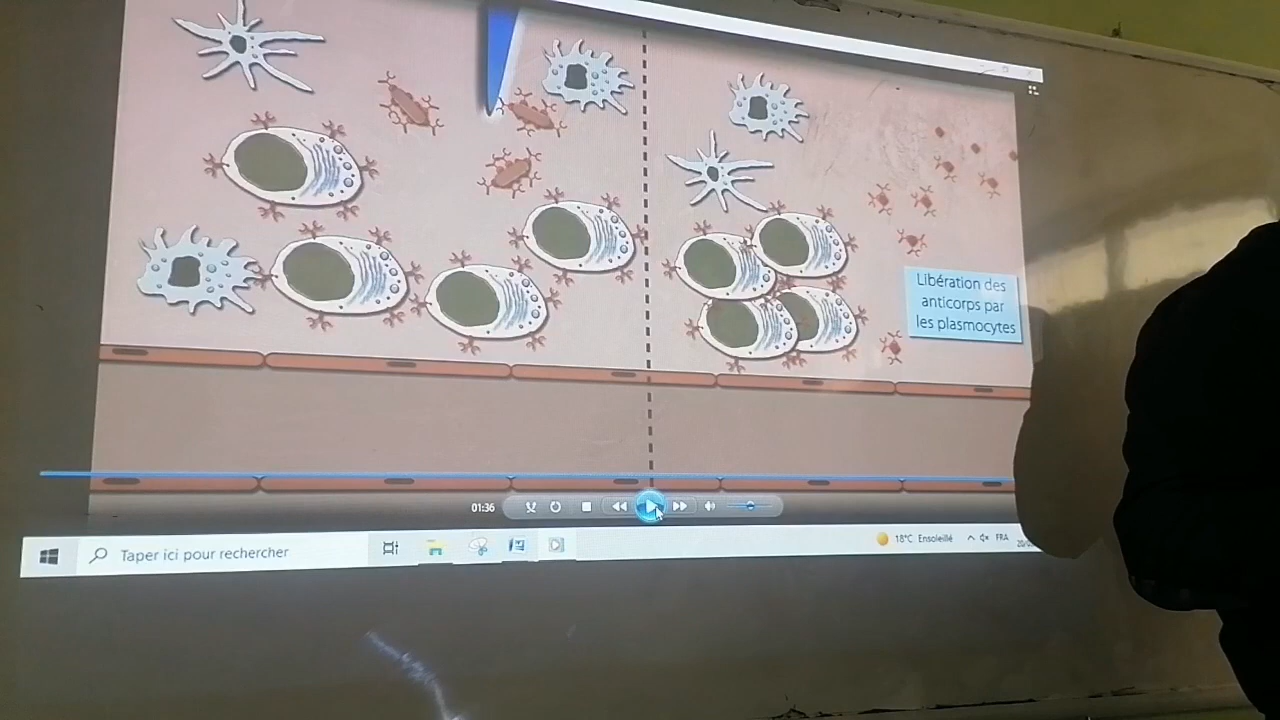 Libération des
anticorps par
les plasmocytes
01:36
Taper ici pour rechercher
18°C Ensoleillé
FRA